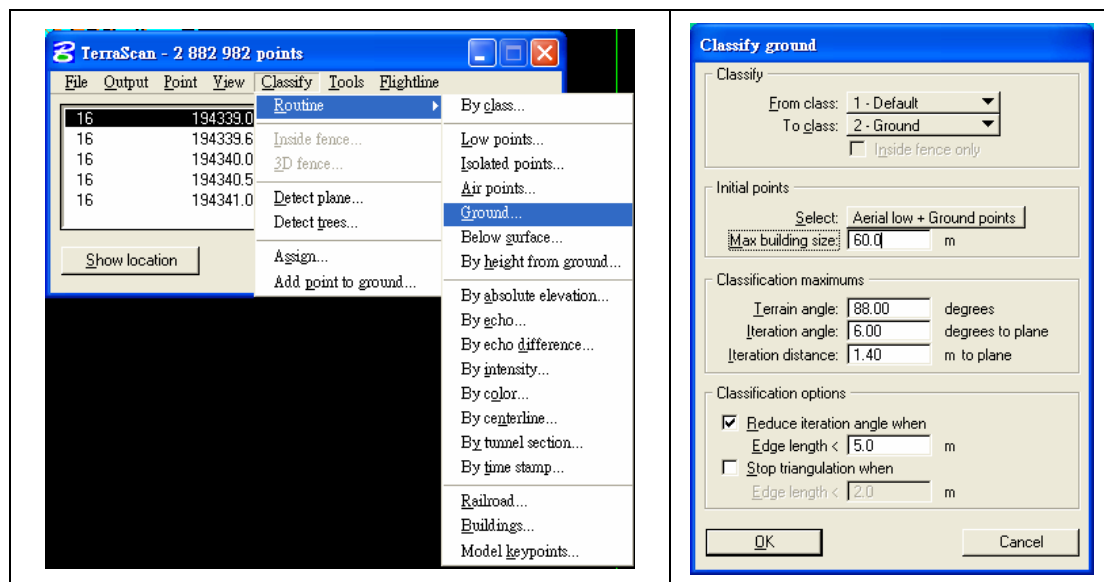 TerraScan - 2 882 982 points
File Output Point View Classify Tools Flightline
16 194339.0
16 194339.6
16 194340.0
16 194340.5
16 194341.0
Show location
Routine
Inside fence...
3D fence...
Detect plane...
Detect trees...
Assign...
Add point to ground...
By class...
Low points...
Isolated points...
Air points...
Ground...
Below surface...
By height from ground...
By absolute elevation...
By echo...
By echo difference...
By intensity...
By color...
By centerline...
By tunnel section...
By time stamp...
Railroad...
Buildings...
Model keypoints...
Classify ground
Classify
From class: 1 - Default
To class: 2 - Ground
Inside fence only
Initial points
Select: Aerial low + Ground points
Max building size: 60.0 m
Classification maximums
Terrain angle: 88.00 degrees
Iteration angle: 6.00 degrees to plane
Iteration distance: 1.40 m to plane
Classification options
Reduce iteration angle when
Edge length < 5.0 m
Stop triangulation when
Edge length < 2.0 m
OK Cancel